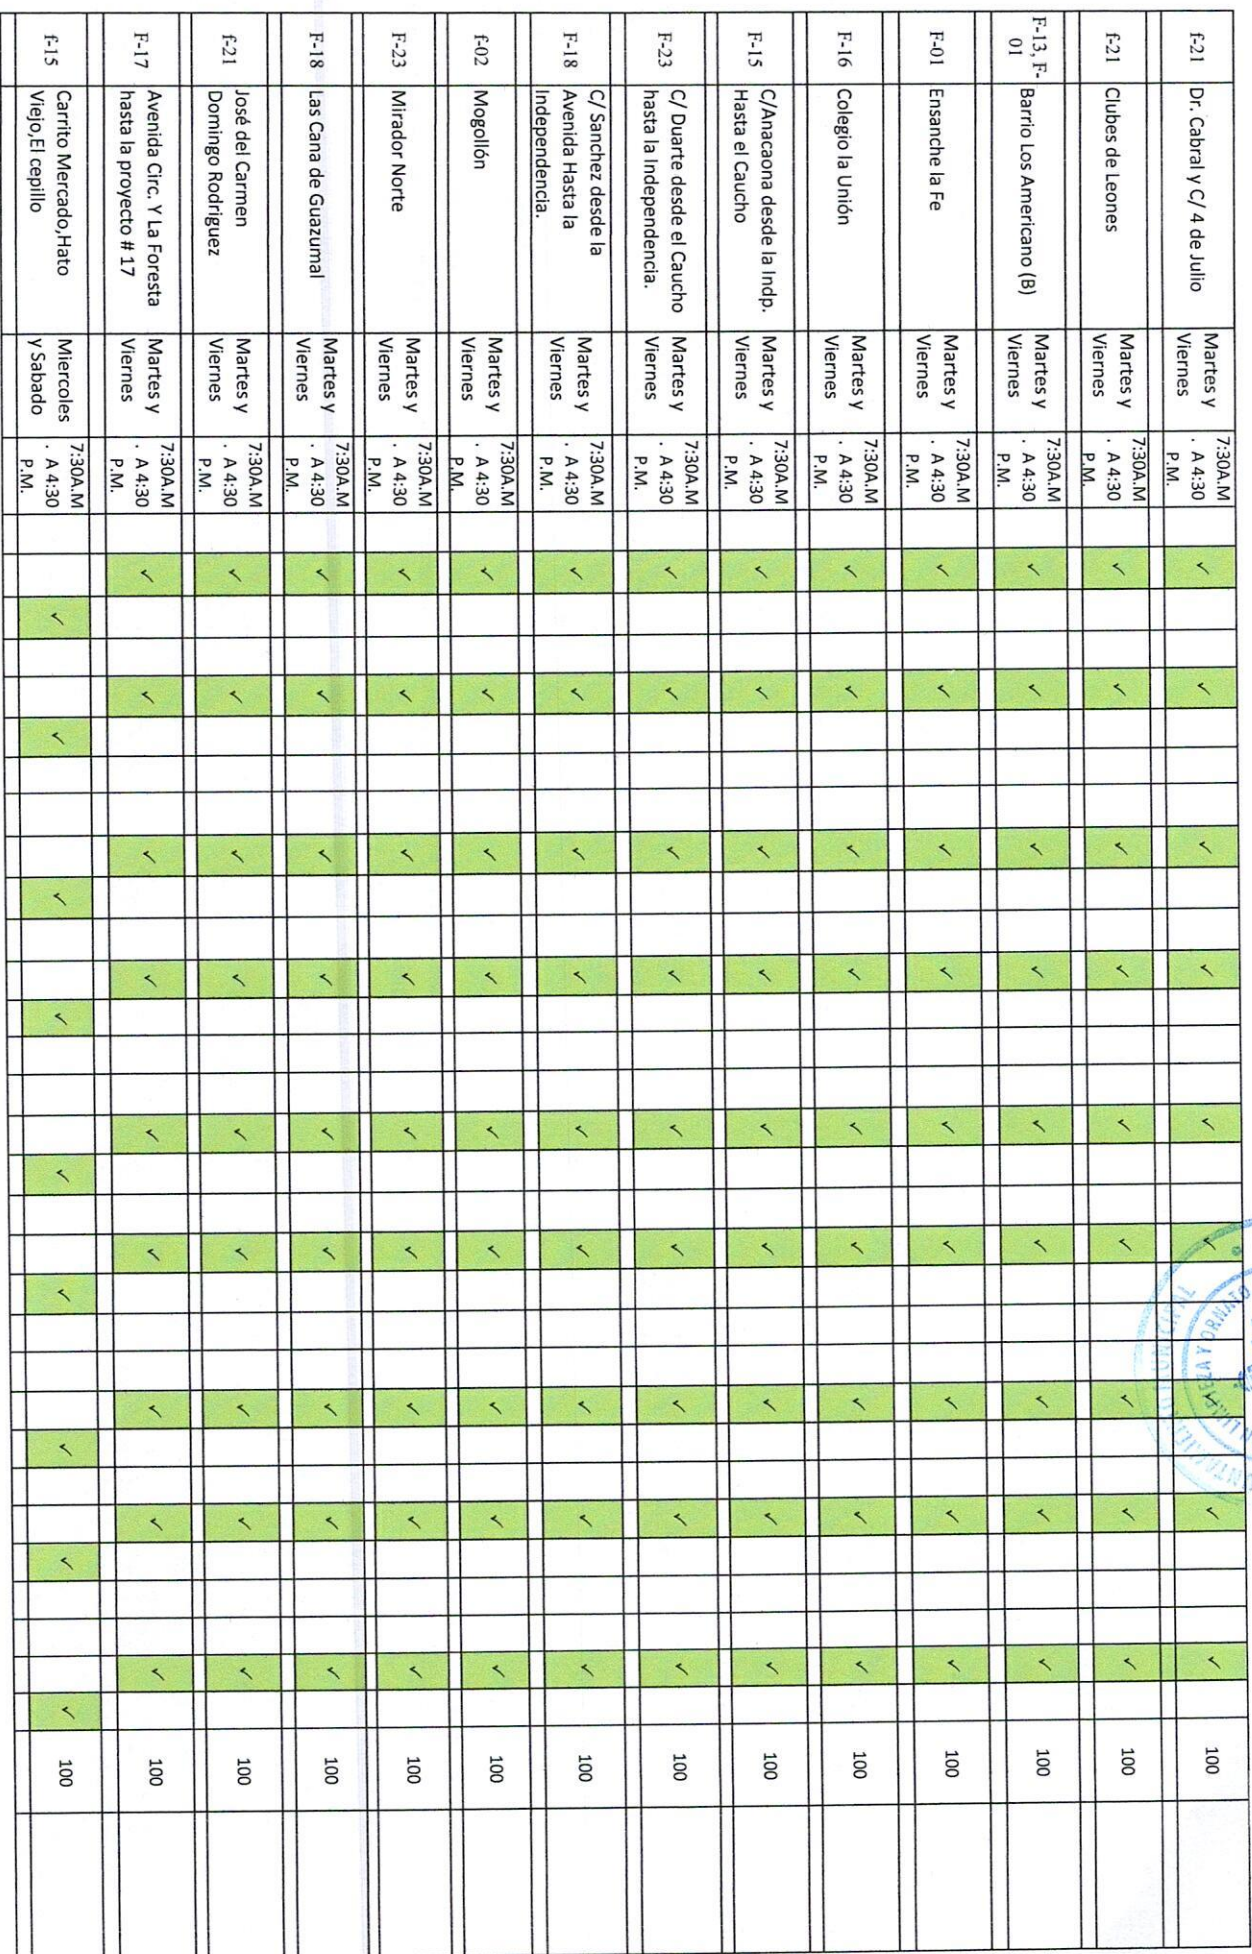 f-21 Dr. Cabral y C/ 4 de Julio Martes y Viernes 7:30A.M . A 4:30 P.M. ✓ ✓ ✓ ✓ ✓ ✓ ✓ ✓ ✓ 100
f-21 Clubes de Leones Martes y Viernes 7:30A.M . A 4:30 P.M. ✓ ✓ ✓ ✓ ✓ ✓ ✓ ✓ ✓ 100
F-13, F-01 Barrio Los Americano (B) Martes y Viernes 7:30A.M . A 4:30 P.M. ✓ ✓ ✓ ✓ ✓ ✓ ✓ ✓ ✓ 100
F-01 Ensanche la Fe Martes y Viernes 7:30A.M . A 4:30 P.M. ✓ ✓ ✓ ✓ ✓ ✓ ✓ ✓ ✓ 100
F-16 Colegio la Unión Martes y Viernes 7:30A.M . A 4:30 P.M. ✓ ✓ ✓ ✓ ✓ ✓ ✓ ✓ ✓ 100
F-15 C/Anacaona desde la Indp. Hasta el Caucho Martes y Viernes 7:30A.M . A 4:30 P.M. ✓ ✓ ✓ ✓ ✓ ✓ ✓ ✓ ✓ 100
F-23 C/ Duarte desde el Caucho hasta la Independencia. Martes y Viernes 7:30A.M . A 4:30 P.M. ✓ ✓ ✓ ✓ ✓ ✓ ✓ ✓ ✓ 100
F-18 C/ Sanchez desde la Avenida Hasta la Independencia. Martes y Viernes 7:30A.M . A 4:30 P.M. ✓ ✓ ✓ ✓ ✓ ✓ ✓ ✓ ✓ 100
f-02 Mogollón Martes y Viernes 7:30A.M . A 4:30 P.M. ✓ ✓ ✓ ✓ ✓ ✓ ✓ ✓ ✓ 100
F-23 Mirador Norte Martes y Viernes 7:30A.M . A 4:30 P.M. ✓ ✓ ✓ ✓ ✓ ✓ ✓ ✓ ✓ 100
F-18 Las Cana de Guazumal Martes y Viernes 7:30A.M . A 4:30 P.M. ✓ ✓ ✓ ✓ ✓ ✓ ✓ ✓ ✓ 100
f-21 José del Carmen Domingo Rodriguez Martes y Viernes 7:30A.M . A 4:30 P.M. ✓ ✓ ✓ ✓ ✓ ✓ ✓ ✓ ✓ 100
F-17 Avenida Circ. Y La Foresta hasta la proyecto # 17 Martes y Viernes 7:30A.M . A 4:30 P.M. ✓ ✓ ✓ ✓ ✓ ✓ ✓ ✓ ✓ 100
f-15 Carrito Mercado,Hato Viejo,El cepillo Miercoles y Sabado 7:30A.M . A 4:30 P.M. ✓ ✓ ✓ ✓ ✓ ✓ ✓ ✓ ✓ 100
Y ORNATO